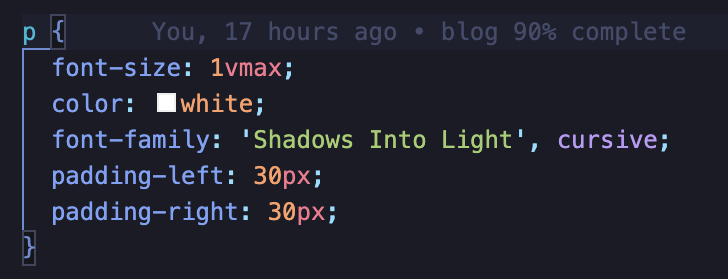 p {      You, 17 hours ago • blog 90% complete
  font-size: 1vmax;
  color: white;
  font-family: 'Shadows Into Light', cursive;
  padding-left: 30px;
  padding-right: 30px;
}